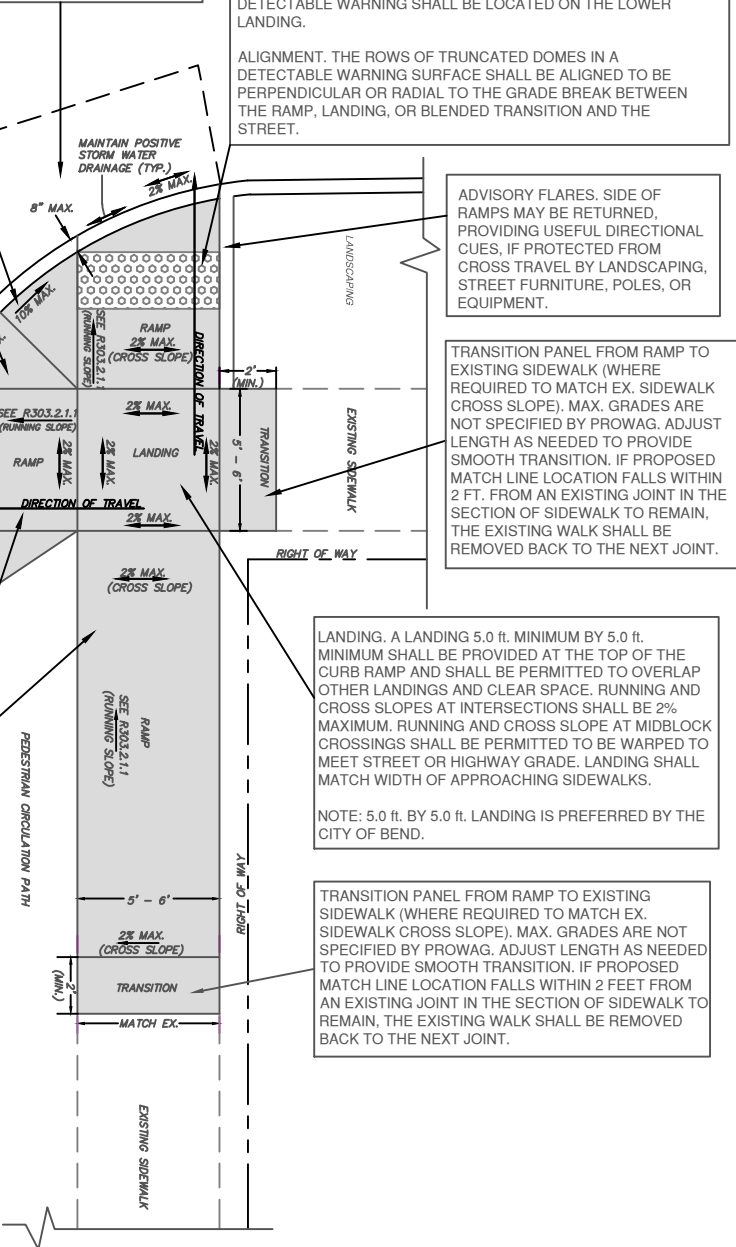 DETECTABLE WARNING SHALL BE LOCATED ON THE LOWER
LANDING.
ALIGNMENT. THE ROWS OF TRUNCATED DOMES IN A
DETECTABLE WARNING SURFACE SHALL BE ALIGNED TO BE
PERPENDICULAR OR RADIAL TO THE GRADE BREAK BETWEEN
THE RAMP, LANDING, OR BLENDED TRANSITION AND THE
STREET.
MAINTAIN POSITIVE
STORM WATER
DRAINAGE (TYP.)
2% MAX.
8" MAX.
10% MAX.
LANDSCAPING
ADVISORY FLARES. SIDE OF
RAMPS MAY BE RETURNED,
PROVIDING USEFUL DIRECTIONAL
CUES, IF PROTECTED FROM
CROSS TRAVEL BY LANDSCAPING,
STREET FURNITURE, POLES, OR
EQUIPMENT.
SEE R303.2.1.1
(RUNNING SLOPE)
RAMP
2% MAX.
(CROSS SLOPE)
DIRECTION OF TRAVEL
2'
(MIN.)
TRANSITION PANEL FROM RAMP TO
EXISTING SIDEWALK (WHERE
REQUIRED TO MATCH EX. SIDEWALK
CROSS SLOPE). MAX. GRADES ARE
NOT SPECIFIED BY PROWAG. ADJUST
LENGTH AS NEEDED TO PROVIDE
SMOOTH TRANSITION. IF PROPOSED
MATCH LINE LOCATION FALLS WITHIN
2 FT. FROM AN EXISTING JOINT IN THE
SECTION OF SIDEWALK TO REMAIN,
THE EXISTING WALK SHALL BE
REMOVED BACK TO THE NEXT JOINT.
SEE R303.2.1.1
(RUNNING SLOPE)
2% MAX.
RAMP
2% MAX.
2% MAX.
LANDING
2% MAX.
5' - 6'
TRANSITION
EXISTING SIDEWALK
DIRECTION OF TRAVEL
2% MAX.
RIGHT OF WAY
2% MAX.
(CROSS SLOPE)
LANDING. A LANDING 5.0 ft. MINIMUM BY 5.0 ft.
MINIMUM SHALL BE PROVIDED AT THE TOP OF THE
CURB RAMP AND SHALL BE PERMITTED TO OVERLAP
OTHER LANDINGS AND CLEAR SPACE. RUNNING AND
CROSS SLOPES AT INTERSECTIONS SHALL BE 2%
MAXIMUM. RUNNING AND CROSS SLOPE AT MIDBLOCK
CROSSINGS SHALL BE PERMITTED TO BE WARPED TO
MEET STREET OR HIGHWAY GRADE. LANDING SHALL
MATCH WIDTH OF APPROACHING SIDEWALKS.
NOTE: 5.0 ft. BY 5.0 ft. LANDING IS PREFERRED BY THE
CITY OF BEND.
RAMP
SEE R303.2.1.1
(RUNNING SLOPE)
PEDESTRIAN CIRCULATION PATH
RIGHT OF WAY
5' - 6'
2% MAX.
(CROSS SLOPE)
2'
(MIN.)
TRANSITION
MATCH EX.
TRANSITION PANEL FROM RAMP TO EXISTING
SIDEWALK (WHERE REQUIRED TO MATCH EX.
SIDEWALK CROSS SLOPE). MAX. GRADES ARE NOT
SPECIFIED BY PROWAG. ADJUST LENGTH AS NEEDED
TO PROVIDE SMOOTH TRANSITION. IF PROPOSED
MATCH LINE LOCATION FALLS WITHIN 2 FEET FROM
AN EXISTING JOINT IN THE SECTION OF SIDEWALK TO
REMAIN, THE EXISTING WALK SHALL BE REMOVED
BACK TO THE NEXT JOINT.
EXISTING SIDEWALK